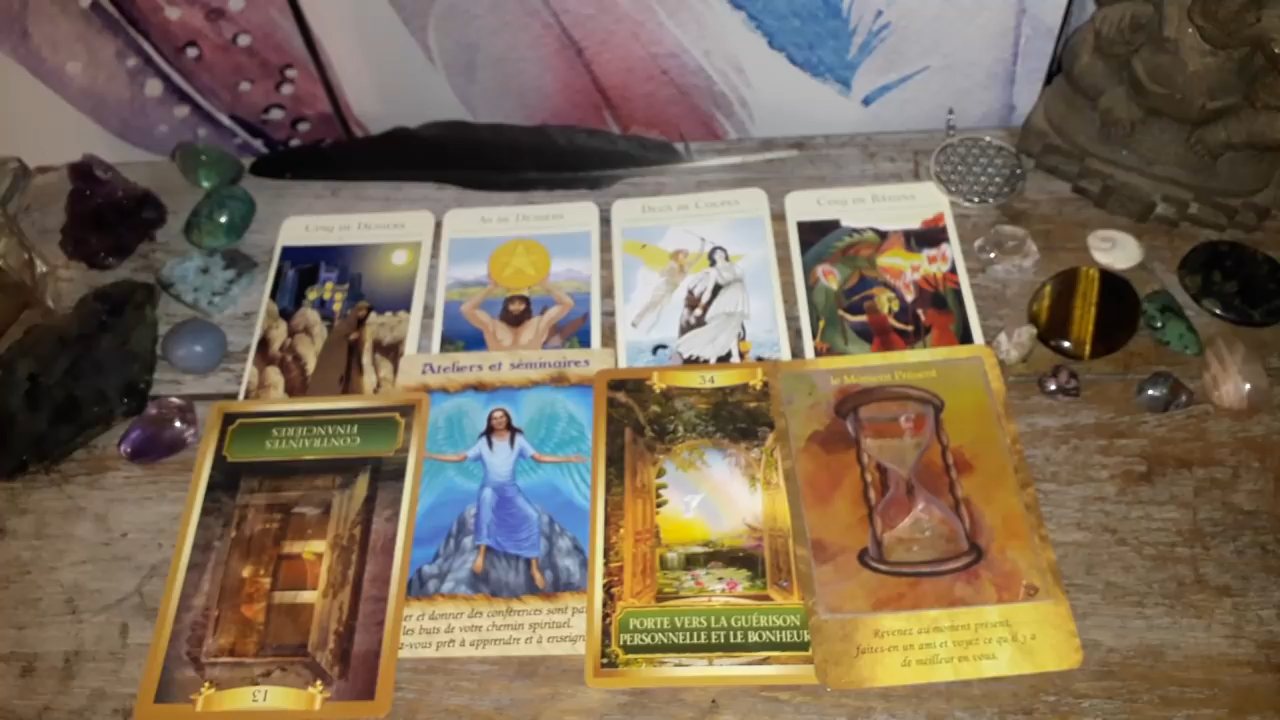 Cinq de Deniers
As de Deniers
Deux de Coupes
Cinq de Bâtons
CONTRAINTES
FINANCIÈRES
13
Ateliers et séminaires
er et donner des conférences sont pa
les buts de votre chemin spirituel.
z-vous prêt à apprendre et à enseign
34
PORTE VERS LA GUÉRISON
PERSONNELLE ET LE BONHEUR
le Moment Présent
Revenez au moment présent,
faites-en un ami et voyez ce qu'il y a
de meilleur en vous.